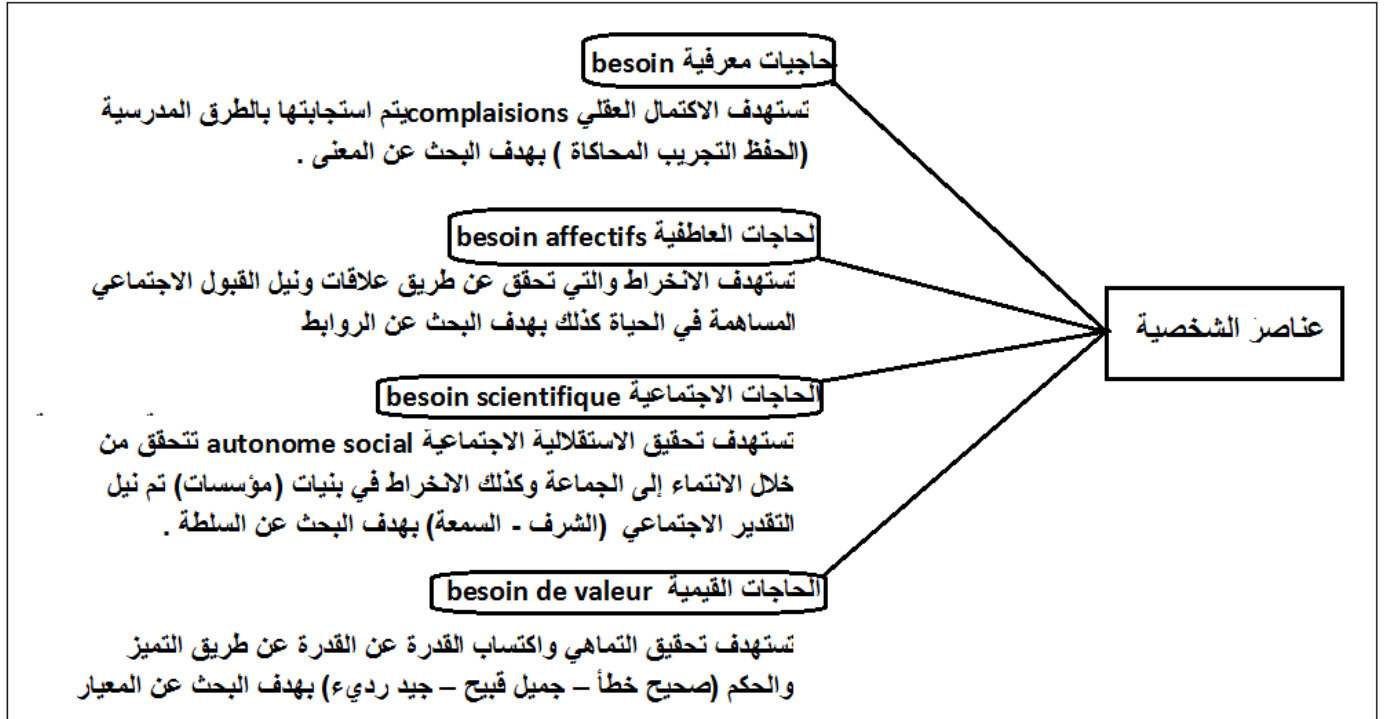 عناصر الشخصية
حاجيات معرفية besoin
تستهدف الاكتمال العقلي complaisions يتم استجابتها بالطرق المدرسية
(الحفظ التجريب المحاكاة ) بهدف البحث عن المعنى .
لحاجات العاطفية besoin affectifs
تستهدف الانخراط والتي تحقق عن طريق علاقات ونيل القبول الاجتماعي
المساهمة في الحياة كذلك بهدف البحث عن الروابط
الحاجات الاجتماعية besoin scientifique
تستهدف تحقيق الاستقلالية الاجتماعية autonome social تتحقق من
خلال الانتماء إلى الجماعة وكذلك الانخراط في بنيات (مؤسسات) تم نيل
التقدير الاجتماعي (الشرف - السمعة) بهدف البحث عن السلطة .
الحاجات القيمية besoin de valeur
تستهدف تحقيق التماهي واكتساب القدرة عن القدرة عن طريق التميز
والحكم (صحيح خطأ – جميل قبيح – جيد رديء) بهدف البحث عن المعيار